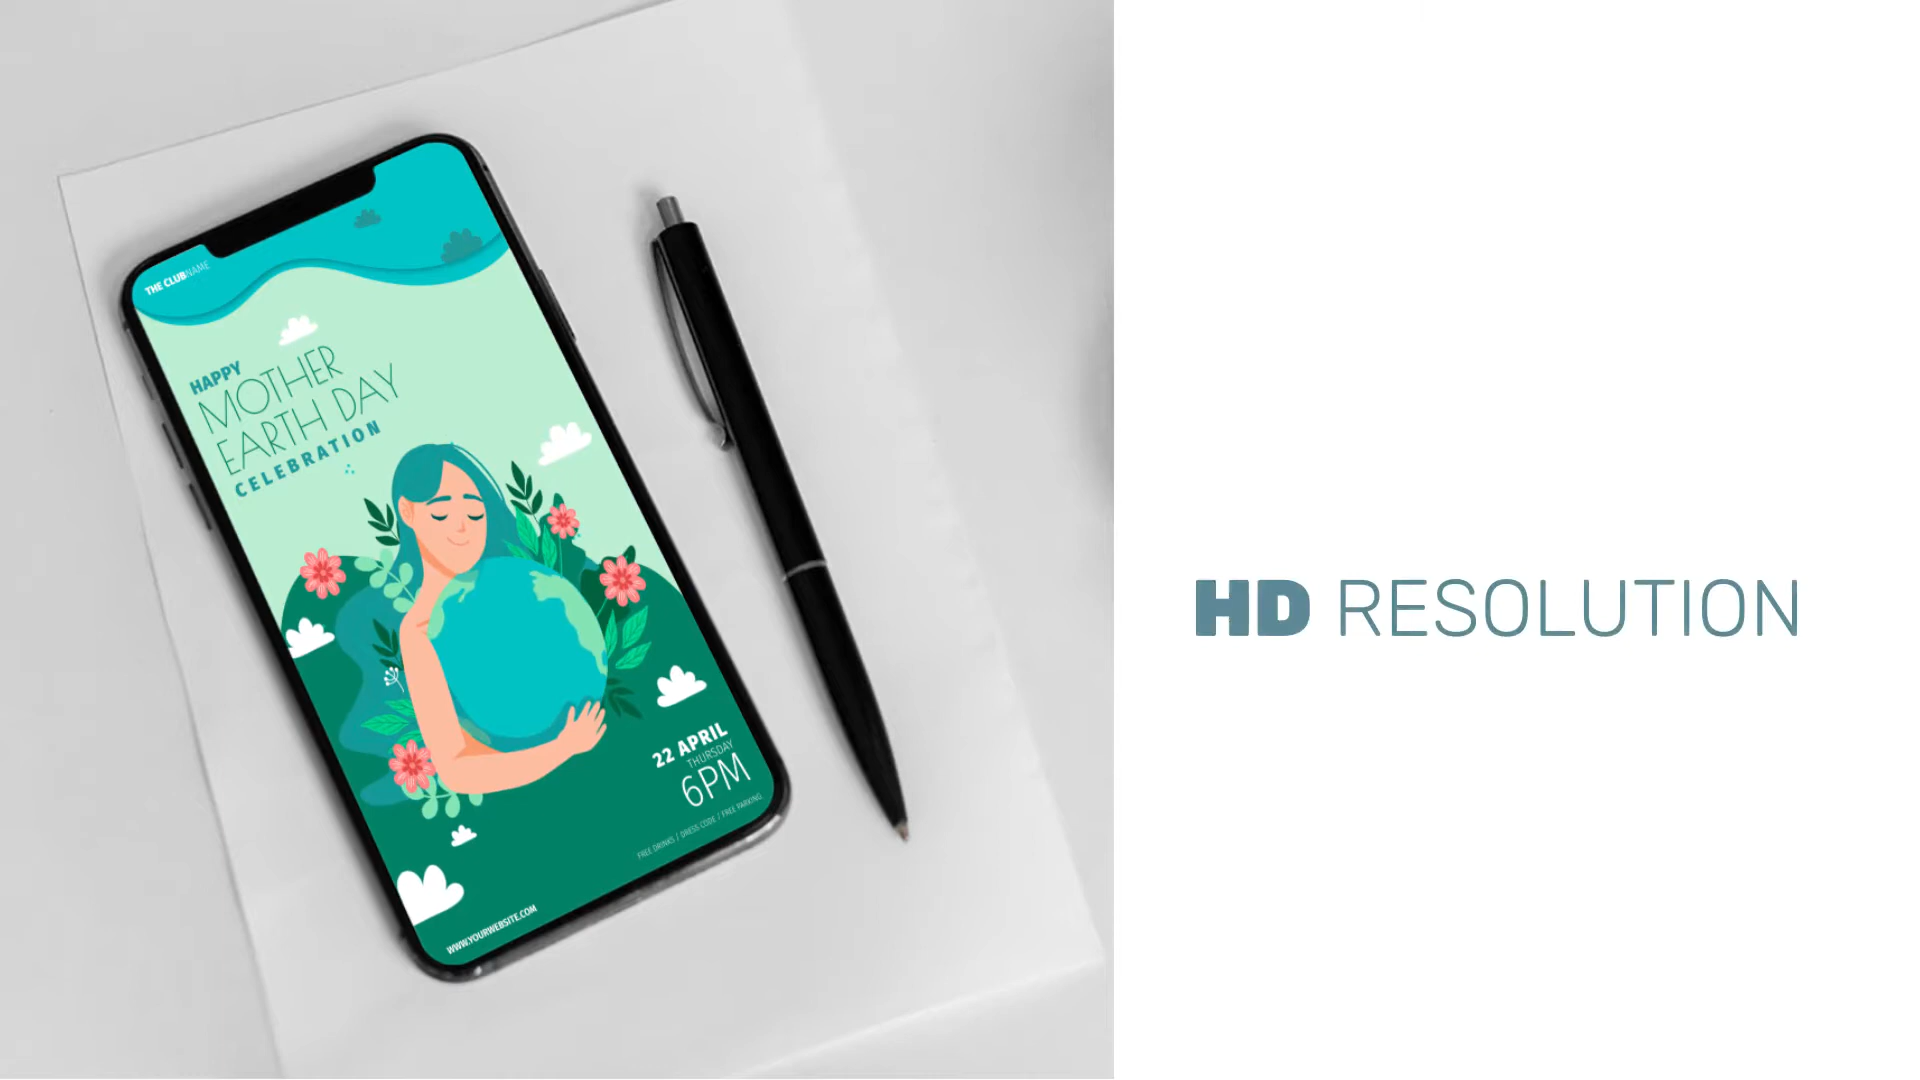 THE CLUBNAME
HAPPY
MOTHER
EARTH DAY
CELEBRATION
22 APRIL
THURSDAY
6PM
FREE DRINKS / DRESS CODE / FREE PARKING
WWW.YOURWEBSITE.COM
HD RESOLUTION